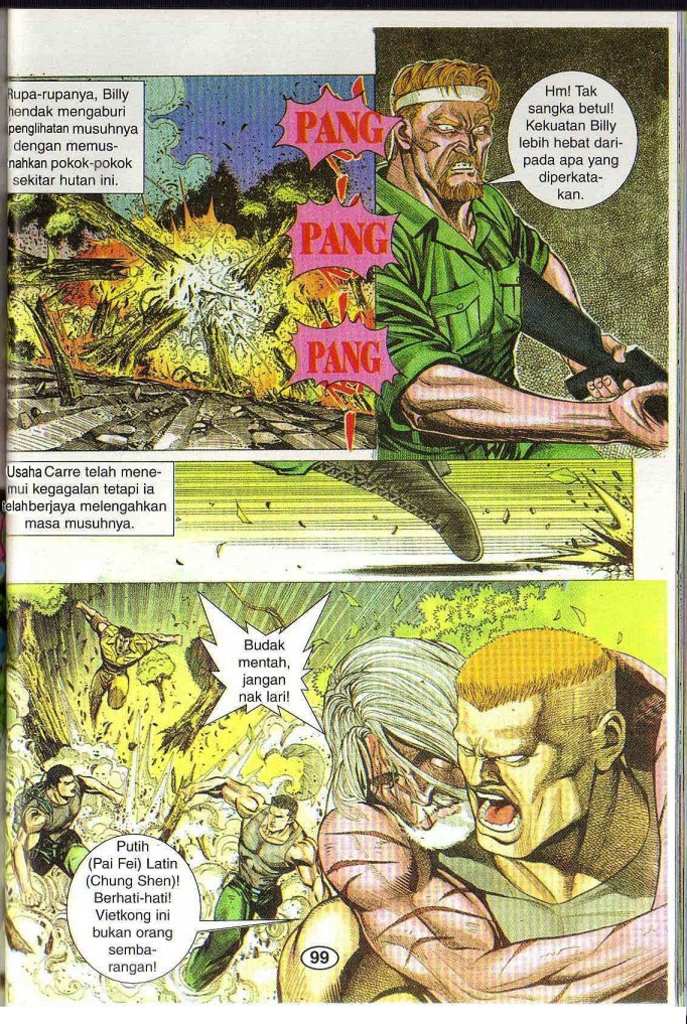 Rupa-rupanya, Billy
hendak mengaburi
penglihatan musuhnya
dengan memus-
nahkan pokok-pokok
sekitar hutan ini.
PANG
PANG
PANG
Hm! Tak
sangka betul!
Kekuatan Billy
lebih hebat dari-
pada apa yang
diperkata-
kan.
Usaha Carre telah mene-
mui kegagalan tetapi ia
telahberjaya melengahkan
masa musuhnya.
Budak
mentah,
jangan
nak lari!
Putih
(Pai Fei) Latin
(Chung Shen)!
Berhati-hati!
Vietkong ini
bukan orang
semba-
rangan!
99